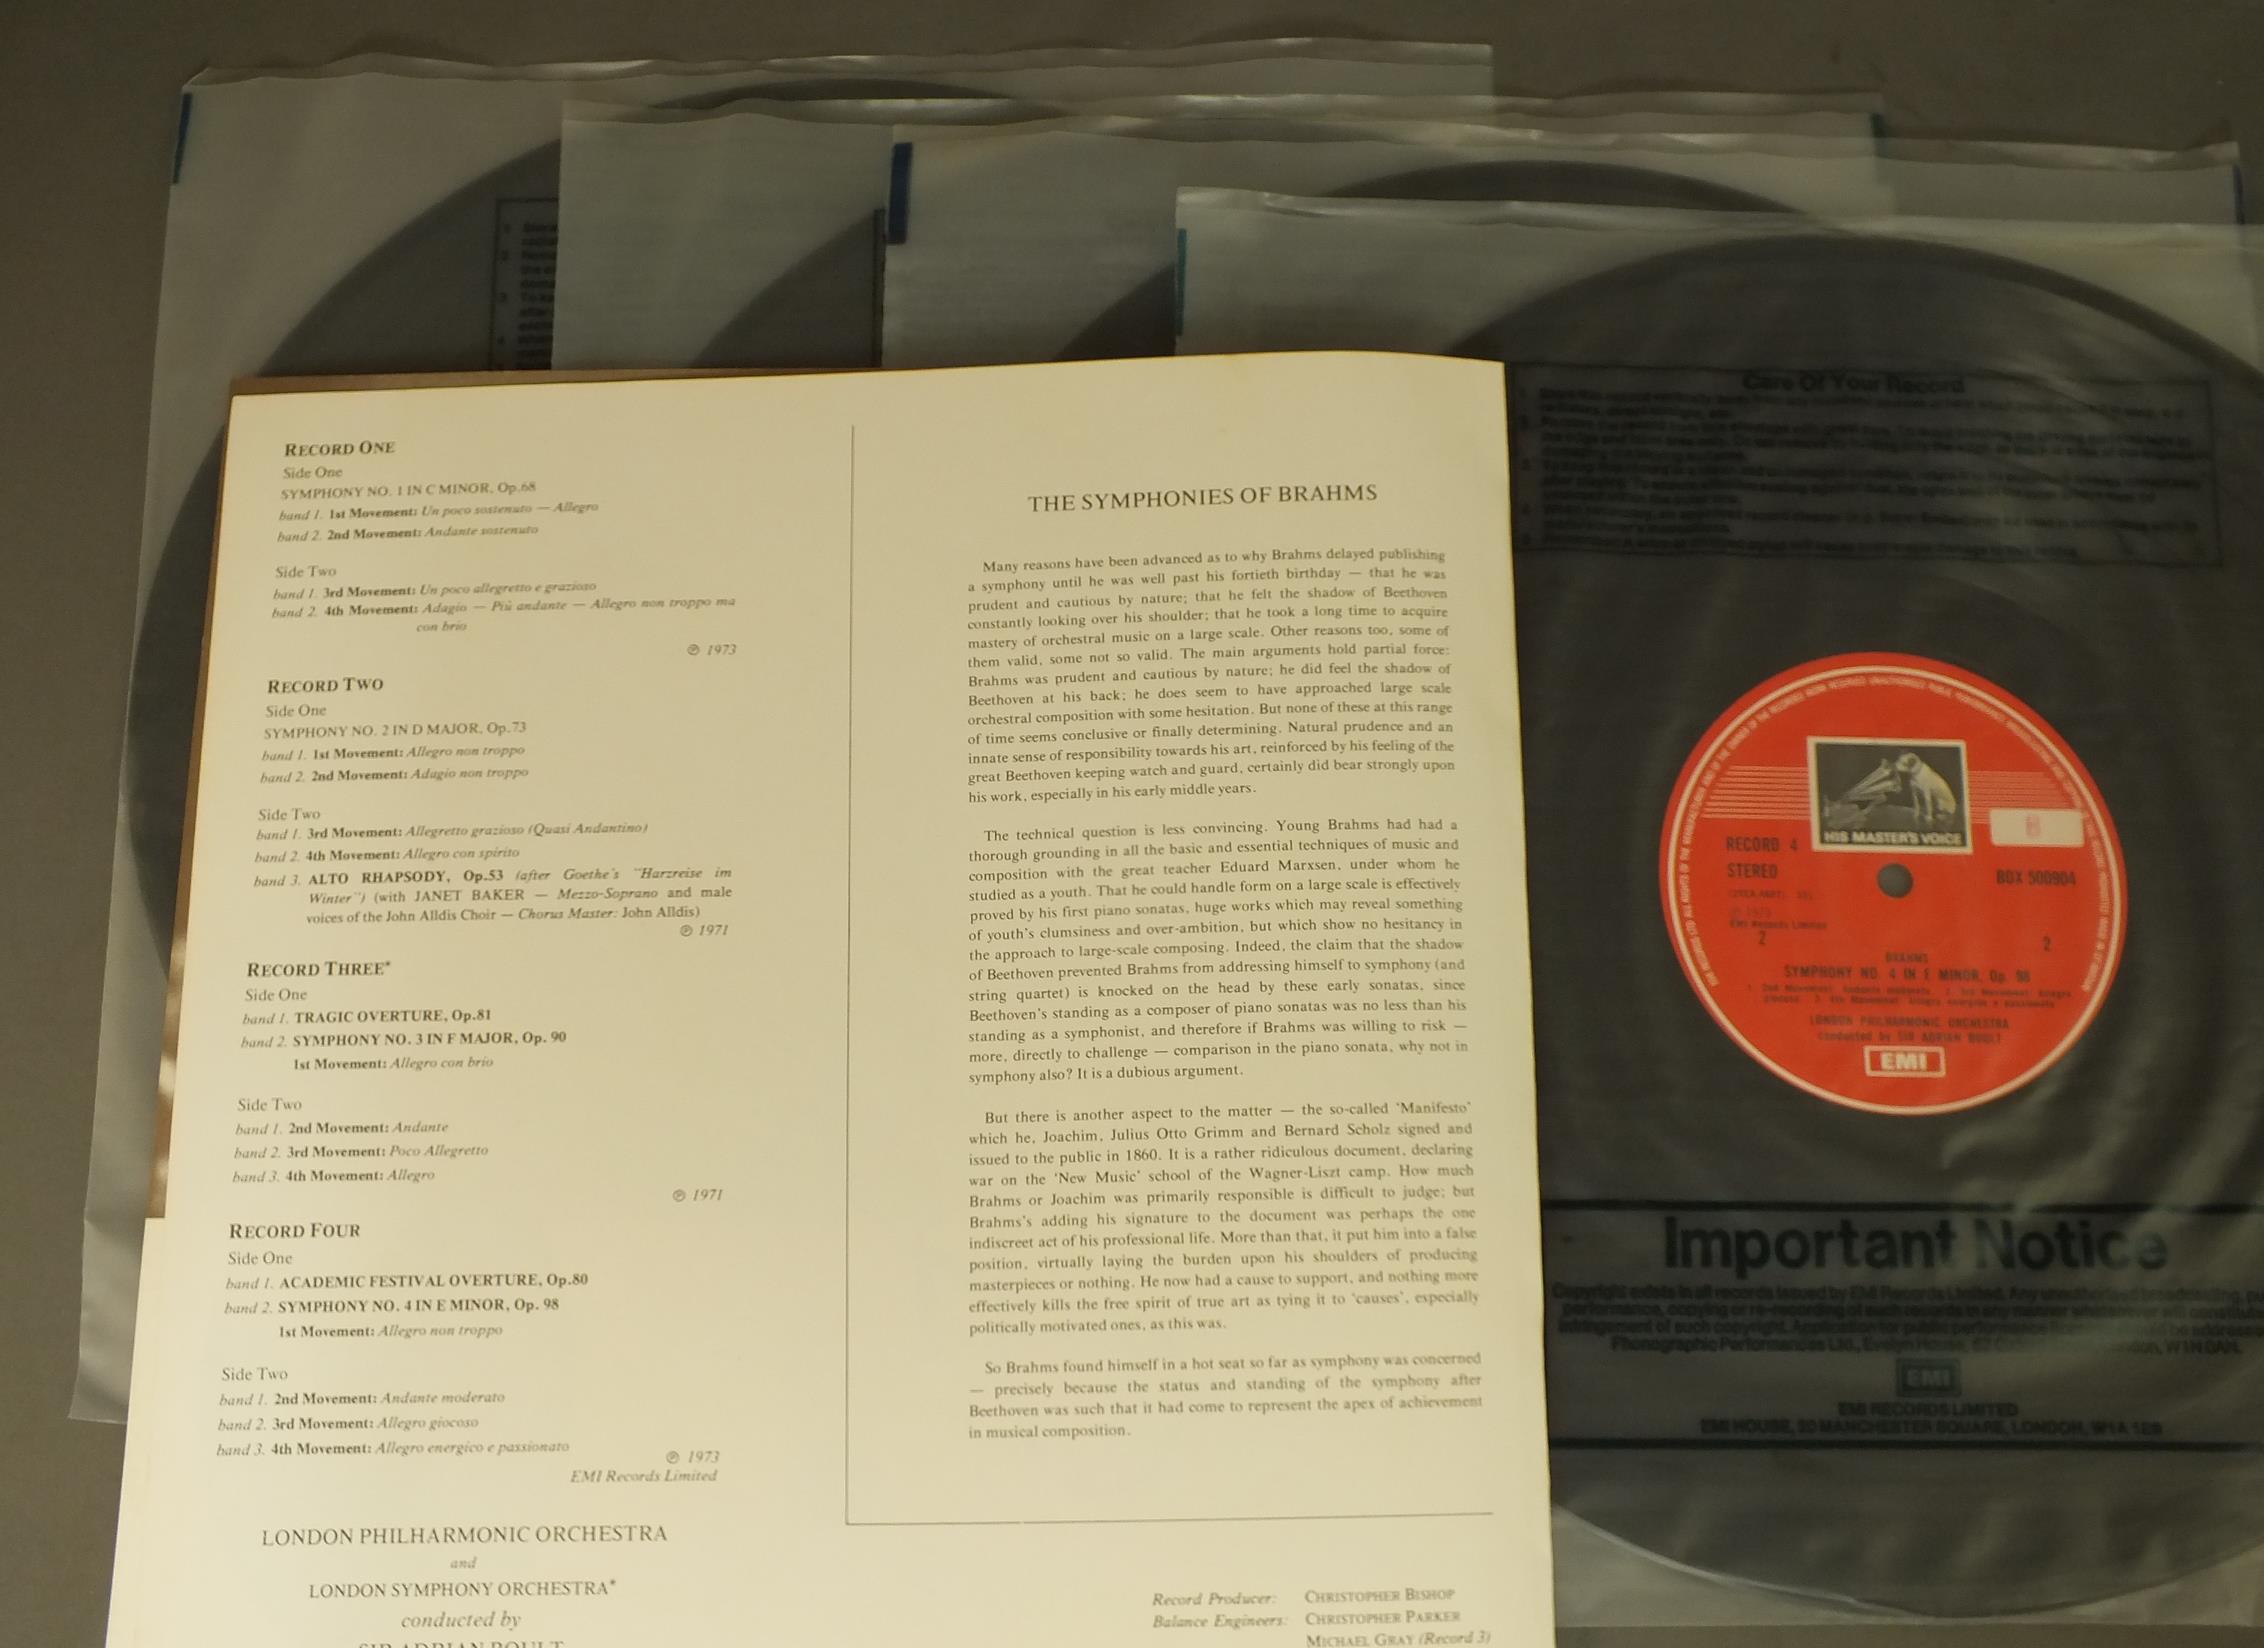 RECORD ONE
Side One
SYMPHONY NO. 1 IN C MINOR, Op.68
band 1. 1st Movement: Un poco sostenuto — Allegro
band 2. 2nd Movement: Andante sostenuto
Side Two
band 1. 3rd Movement: Un poco allegretto e grazioso
band 2. 4th Movement: Adagio — Più andante — Allegro non troppo ma
con brio
℗ 1973
RECORD TWO
Side One
SYMPHONY NO. 2 IN D MAJOR, Op.73
band 1. 1st Movement: Allegro non troppo
band 2. 2nd Movement: Adagio non troppo
Side Two
band 1. 3rd Movement: Allegretto grazioso (Quasi Andantino)
band 2. 4th Movement: Allegro con spirito
band 3. ALTO RHAPSODY, Op.53 (after Goethe's "Harzreise im
Winter") (with JANET BAKER — Mezzo-Soprano and male
voices of the John Alldis Choir — Chorus Master: John Alldis)
℗ 1971
RECORD THREE*
Side One
band 1. TRAGIC OVERTURE, Op.81
band 2. SYMPHONY NO. 3 IN F MAJOR, Op. 90
1st Movement: Allegro con brio
Side Two
band 1. 2nd Movement: Andante
band 2. 3rd Movement: Poco Allegretto
band 3. 4th Movement: Allegro
℗ 1971
RECORD FOUR
Side One
band 1. ACADEMIC FESTIVAL OVERTURE, Op.80
band 2. SYMPHONY NO. 4 IN E MINOR, Op. 98
1st Movement: Allegro non troppo
Side Two
band 1. 2nd Movement: Andante moderato
band 2. 3rd Movement: Allegro giocoso
band 3. 4th Movement: Allegro energico e passionato
℗ 1973
EMI Records Limited
LONDON PHILHARMONIC ORCHESTRA
and
LONDON SYMPHONY ORCHESTRA*
conducted by
SIR ADRIAN BOULT
THE SYMPHONIES OF BRAHMS
Many reasons have been advanced as to why Brahms delayed publishing
a symphony until he was well past his fortieth birthday — that he was
prudent and cautious by nature; that he felt the shadow of Beethoven
constantly looking over his shoulder; that he took a long time to acquire
mastery of orchestral music on a large scale. Other reasons too, some of
them valid, some not so valid. The main arguments hold partial force:
Brahms was prudent and cautious by nature; he did feel the shadow of
Beethoven at his back; he does seem to have approached large scale
orchestral composition with some hesitation. But none of these at this range
of time seems conclusive or finally determining. Natural prudence and an
innate sense of responsibility towards his art, reinforced by his feeling of the
great Beethoven keeping watch and guard, certainly did bear strongly upon
his work, especially in his early middle years.
The technical question is less convincing. Young Brahms had had a
thorough grounding in all the basic and essential techniques of music and
composition with the great teacher Eduard Marxsen, under whom he
studied as a youth. That he could handle form on a large scale is effectively
proved by his first piano sonatas, huge works which may reveal something
of youth's clumsiness and over-ambition, but which show no hesitancy in
the approach to large-scale composing. Indeed, the claim that the shadow
of Beethoven prevented Brahms from addressing himself to symphony (and
string quartet) is knocked on the head by these early sonatas, since
Beethoven's standing as a composer of piano sonatas was no less than his
standing as a symphonist, and therefore if Brahms was willing to risk —
more, directly to challenge — comparison in the piano sonata, why not in
symphony also? It is a dubious argument.
But there is another aspect to the matter — the so-called 'Manifesto'
which he, Joachim, Julius Otto Grimm and Bernard Scholz signed and
issued to the public in 1860. It is a rather ridiculous document, declaring
war on the 'New Music' school of the Wagner-Liszt camp. How much
Brahms or Joachim was primarily responsible is difficult to judge; but
Brahms's adding his signature to the document was perhaps the one
indiscreet act of his professional life. More than that, it put him into a false
position, virtually laying the burden upon his shoulders of producing
masterpieces or nothing. He now had a cause to support, and nothing more
effectively kills the free spirit of true art as tying it to 'causes', especially
politically motivated ones, as this was.
So Brahms found himself in a hot seat so far as symphony was concerned
— precisely because the status and standing of the symphony after
Beethoven was such that it had come to represent the apex of achievement
in musical composition.
Record Producer: CHRISTOPHER BISHOP
Balance Engineers: CHRISTOPHER PARKER
MICHAEL GRAY (Record 3)
Care Of Your Record
HIS MASTER'S VOICE
RECORD 4
STEREO
BOX 500904
EMI Records Limited
2
2
BRAHMS
SYMPHONY NO. 4 IN E MINOR, Op. 98
LONDON PHILHARMONIC ORCHESTRA
conducted by SIR ADRIAN BOULT
EMI
Important Notice
Copyright exists in all records issued by EMI Records Limited. Any unauthorised broadcasting,
EMI
EMI RECORDS LIMITED
EMI HOUSE, 20 MANCHESTER SQUARE, LONDON, W1A 1ES